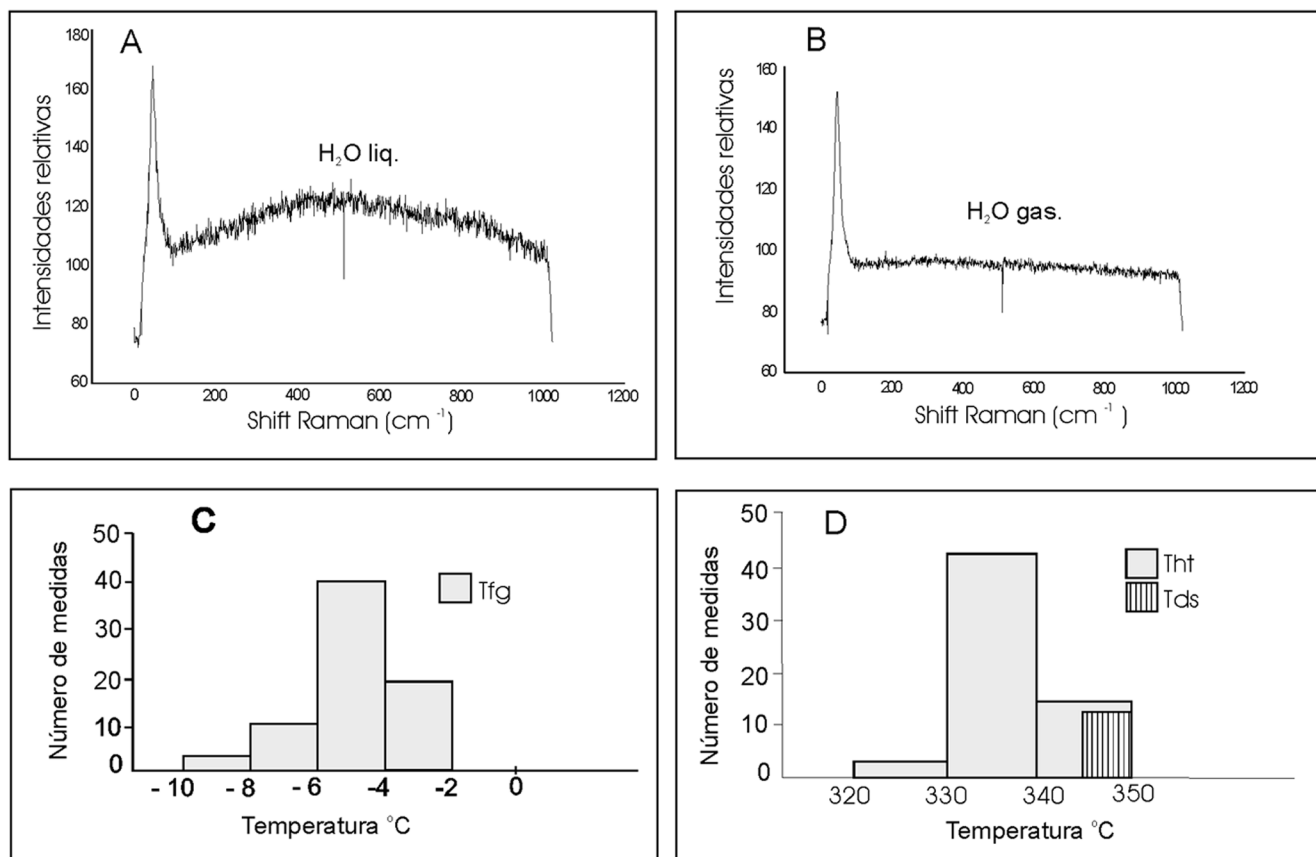 A
180
160
140
120
100
80
60
Intensidades relativas
H₂O liq.
0 200 400 600 800 1000 1200
Shift Raman (cm ⁻¹)
B
160
140
120
100
80
60
Intensidades relativas
H₂O gas.
0 200 400 600 800 1000 1200
Shift Raman (cm ⁻¹)
C
50
40
30
20
10
0
Número de medidas
Tfg
- 10 - 8 - 6 -4 -2 0
Temperatura °C
D
50
40
30
20
10
0
Número de medidas
Tht
Tds
320 330 340 350
Temperatura °C